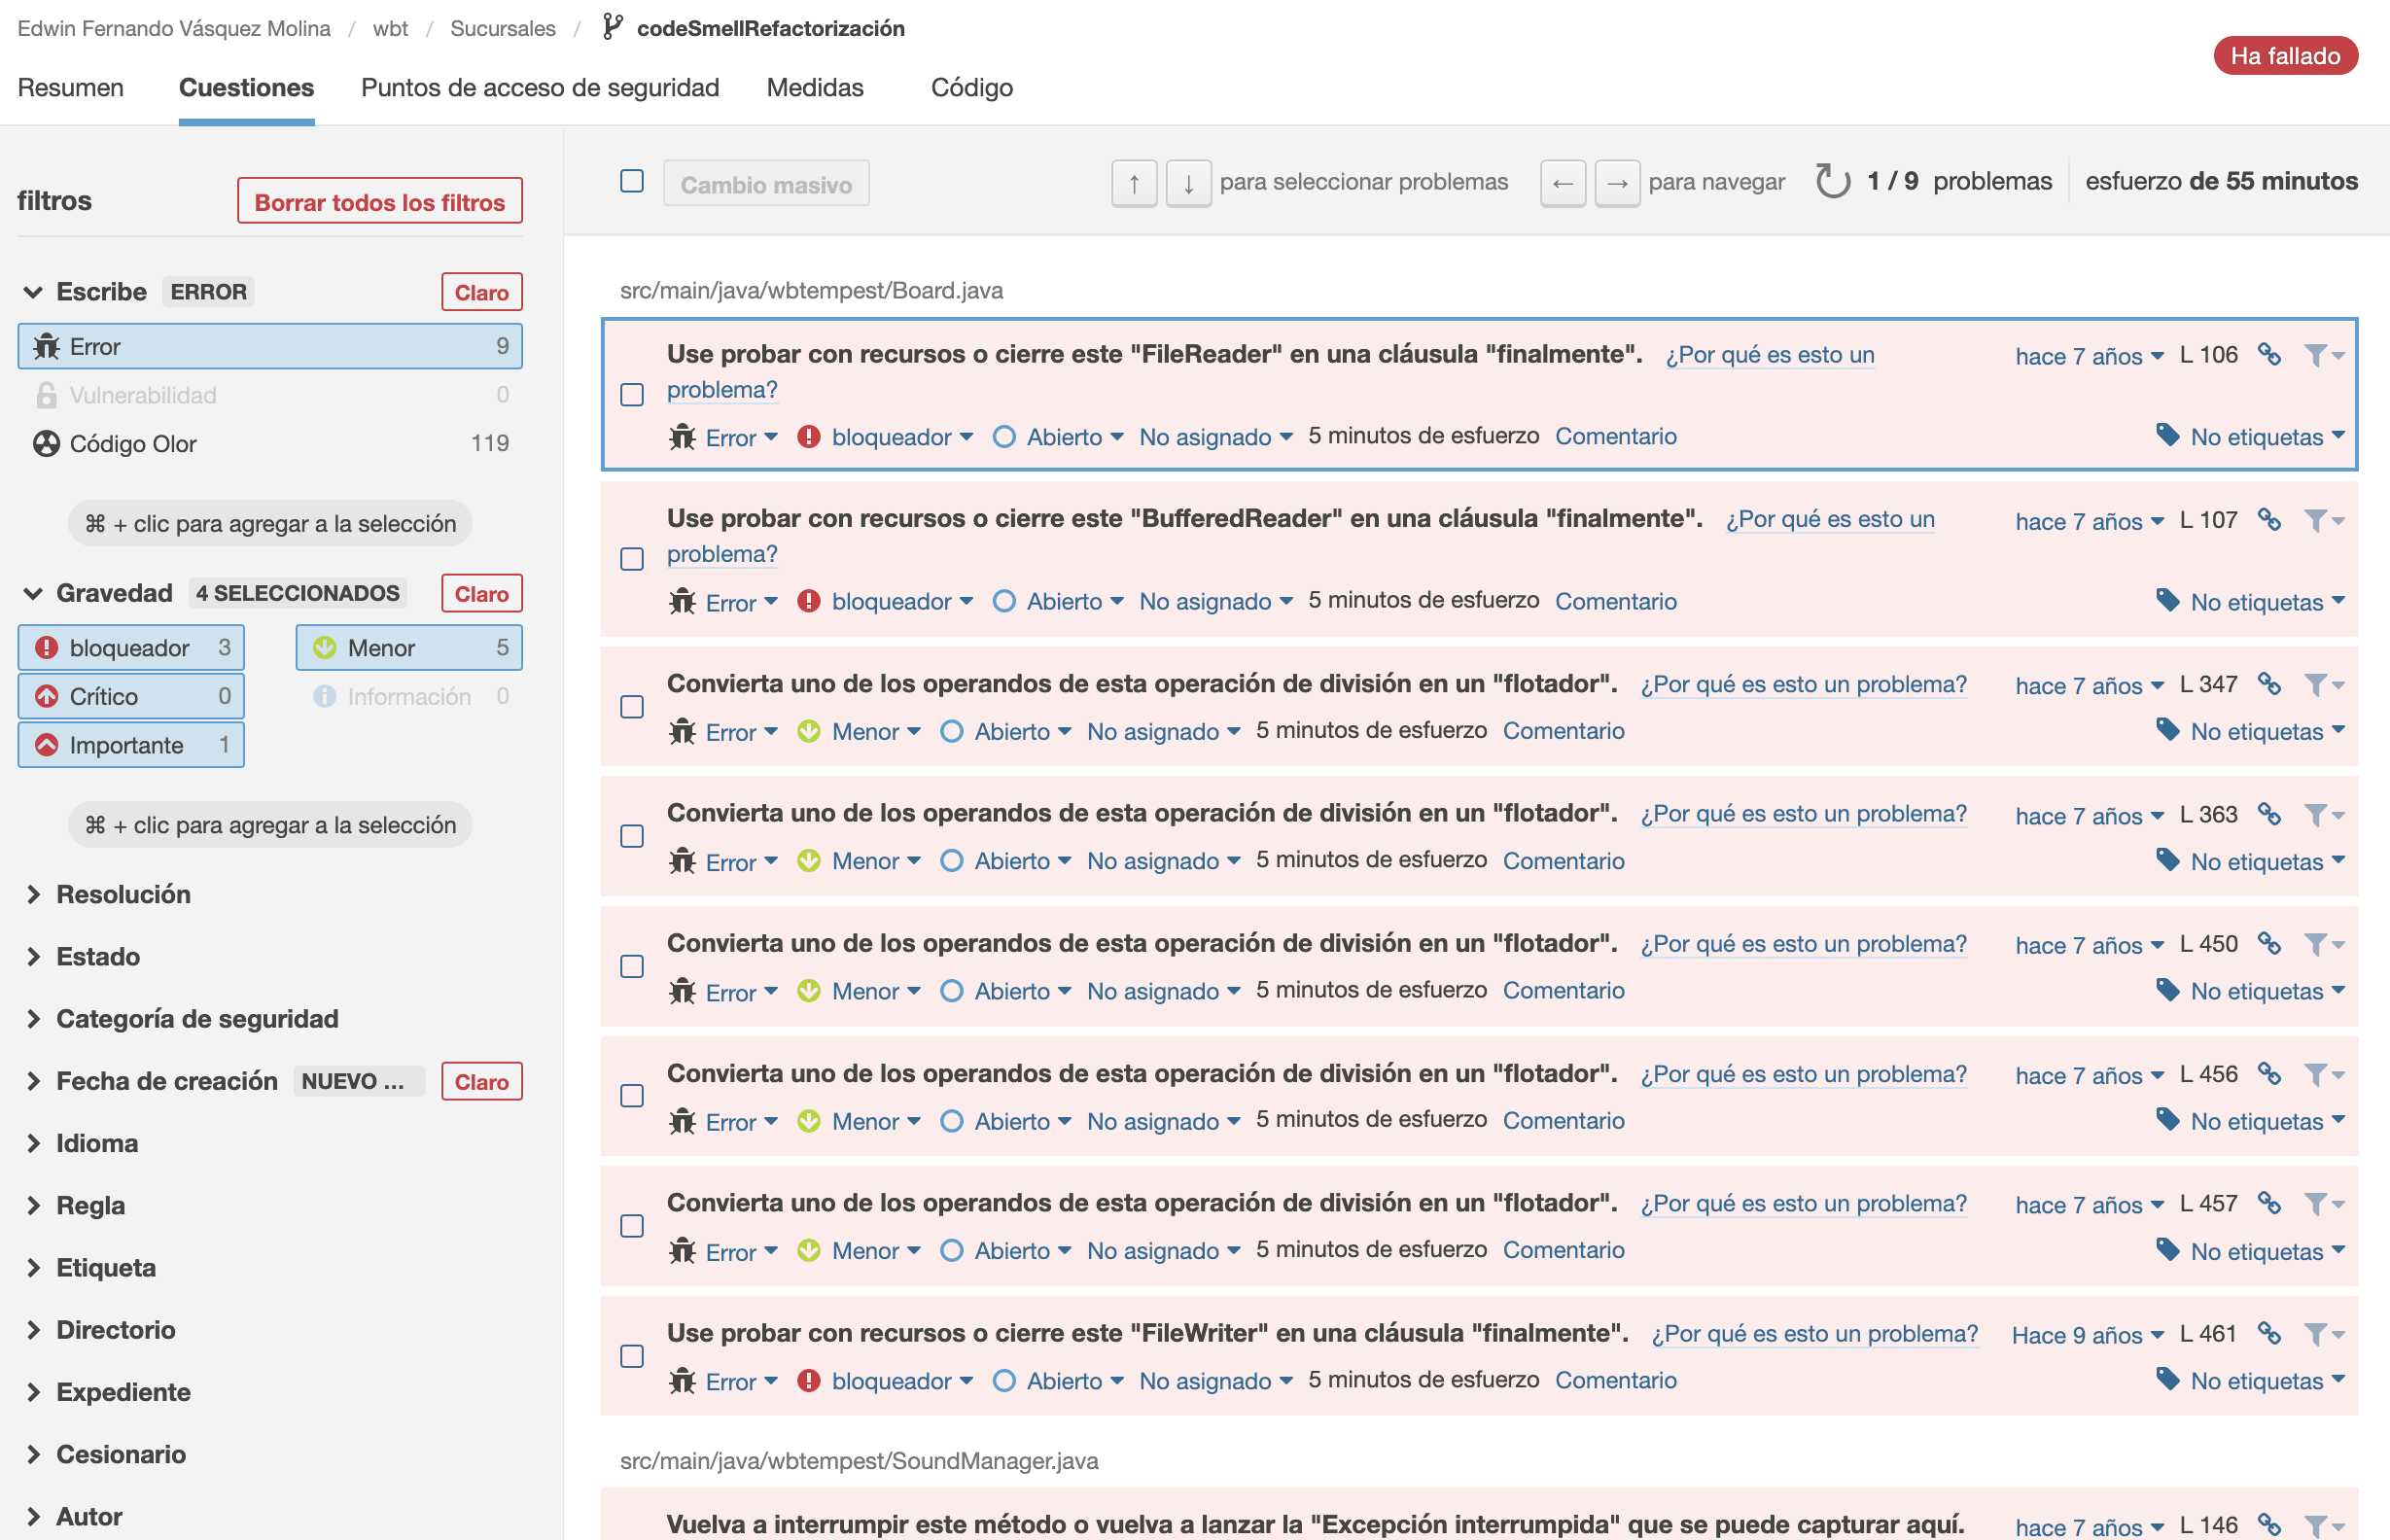 Edwin Fernando Vásquez Molina / wbt / Sucursales / codeSmellRefactorización
Ha fallado
Resumen Cuestiones Puntos de acceso de seguridad Medidas Código
filtros Borrar todos los filtros
Cambio masivo ↑ ↓ para seleccionar problemas ← → para navegar 1 / 9 problemas esfuerzo de 55 minutos
Escribe ERROR Claro
Error 9
Vulnerabilidad 0
Código Olor 119
⌘ + clic para agregar a la selección
Gravedad 4 SELECCIONADOS Claro
bloqueador 3 Menor 5
Crítico 0 Información 0
Importante 1
⌘ + clic para agregar a la selección
Resolución
Estado
Categoría de seguridad
Fecha de creación NUEVO ... Claro
Idioma
Regla
Etiqueta
Directorio
Expediente
Cesionario
Autor
src/main/java/wbtempest/Board.java
Use probar con recursos o cierre este "FileReader" en una cláusula "finalmente". ¿Por qué es esto un hace 7 años L 106
problema?
Error bloqueador Abierto No asignado 5 minutos de esfuerzo Comentario No etiquetas
Use probar con recursos o cierre este "BufferedReader" en una cláusula "finalmente". ¿Por qué es esto un hace 7 años L 107
problema?
Error bloqueador Abierto No asignado 5 minutos de esfuerzo Comentario No etiquetas
Convierta uno de los operandos de esta operación de división en un "flotador". ¿Por qué es esto un problema? hace 7 años L 347
Error Menor Abierto No asignado 5 minutos de esfuerzo Comentario No etiquetas
Convierta uno de los operandos de esta operación de división en un "flotador". ¿Por qué es esto un problema? hace 7 años L 363
Error Menor Abierto No asignado 5 minutos de esfuerzo Comentario No etiquetas
Convierta uno de los operandos de esta operación de división en un "flotador". ¿Por qué es esto un problema? hace 7 años L 450
Error Menor Abierto No asignado 5 minutos de esfuerzo Comentario No etiquetas
Convierta uno de los operandos de esta operación de división en un "flotador". ¿Por qué es esto un problema? hace 7 años L 456
Error Menor Abierto No asignado 5 minutos de esfuerzo Comentario No etiquetas
Convierta uno de los operandos de esta operación de división en un "flotador". ¿Por qué es esto un problema? hace 7 años L 457
Error Menor Abierto No asignado 5 minutos de esfuerzo Comentario No etiquetas
Use probar con recursos o cierre este "FileWriter" en una cláusula "finalmente". ¿Por qué es esto un problema? Hace 9 años L 461
Error bloqueador Abierto No asignado 5 minutos de esfuerzo Comentario No etiquetas
src/main/java/wbtempest/SoundManager.java
Vuelva a interrumpir este método o vuelva a lanzar la "Excepción interrumpida" que se puede capturar aquí. hace 7 años L 146